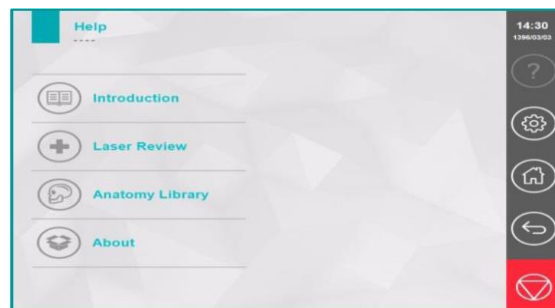 Help
14:30
1396/03/03
?
Introduction
Laser Review
Anatomy Library
About